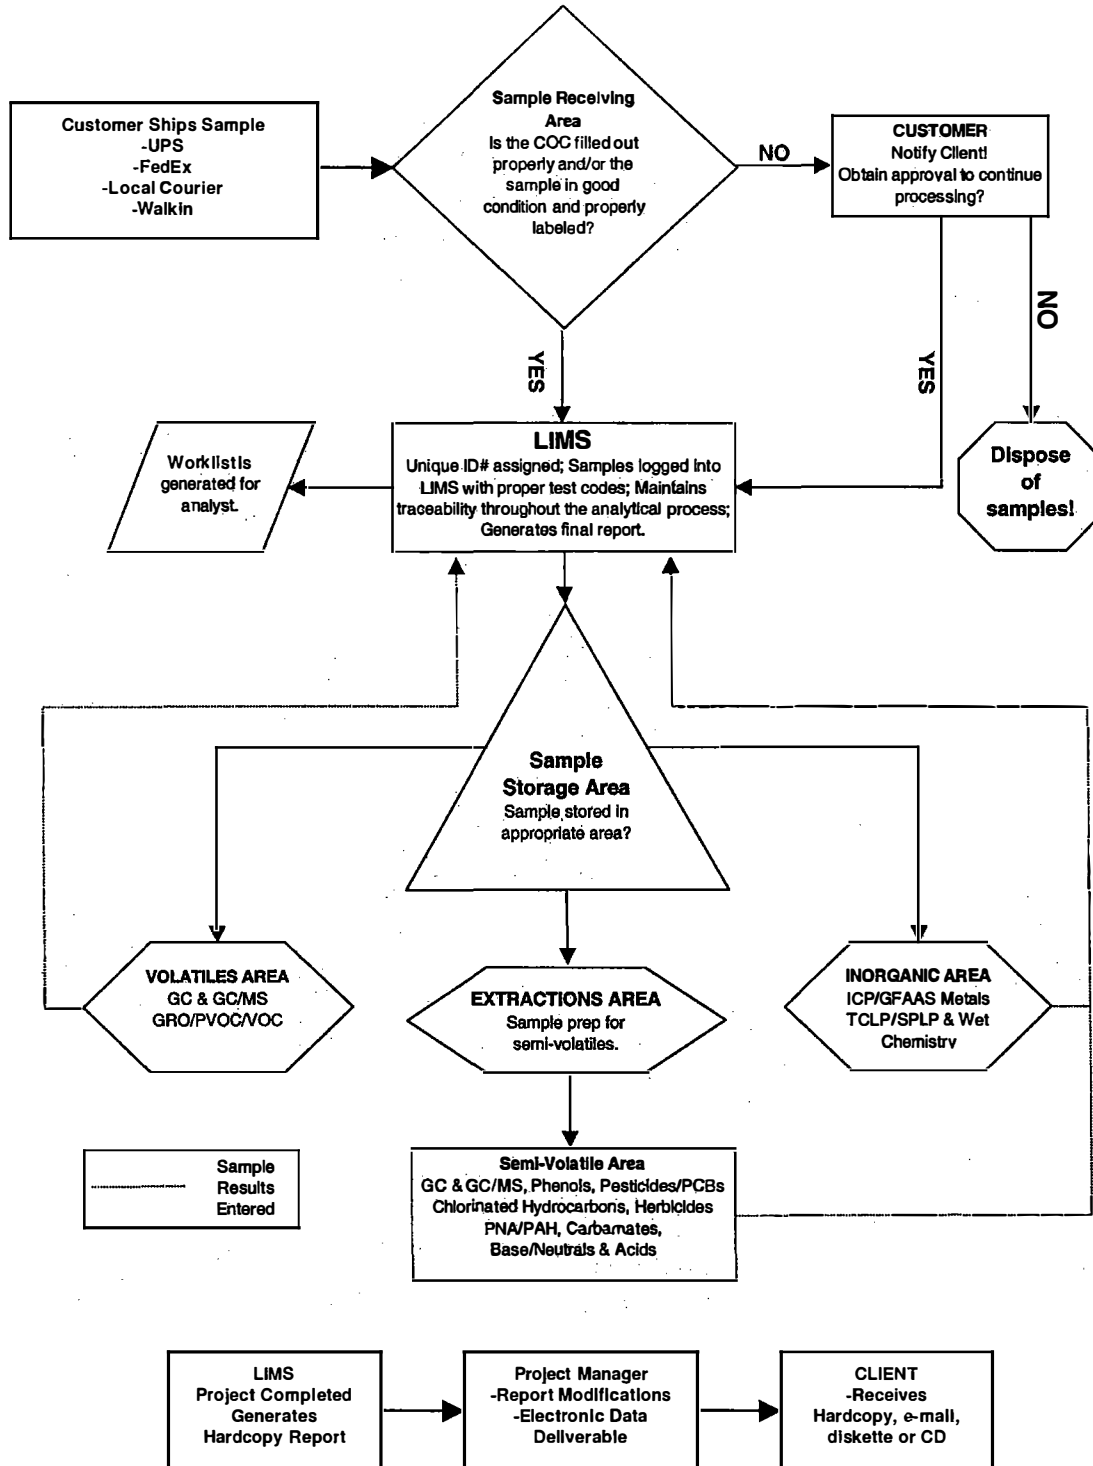 Customer Ships Sample
-UPS
-FedEx
-Local Courier
-Walkin
Sample Receiving
Area
Is the COC filled out
properly and/or the
sample in good
condition and properly
labeled?
NO
CUSTOMER
Notify Client!
Obtain approval to continue
processing?
YES
YES
NO
Worklist is
generated for
analyst.
LIMS
Unique ID# assigned; Samples logged into
LIMS with proper test codes; Maintains
traceability throughout the analytical process;
Generates final report.
Dispose
of
samples!
Sample
Storage Area
Sample stored in
appropriate area?
VOLATILES AREA
GC & GC/MS
GRO/PVOC/VOC
EXTRACTIONS AREA
Sample prep for
semi-volatiles.
INORGANIC AREA
ICP/GFAAS Metals
TCLP/SPLP & Wet
Chemistry
Sample
Results
Entered
Semi-Volatile Area
GC & GC/MS, Phenols, Pesticides/PCBs
Chlorinated Hydrocarbons, Herbicides
PNA/PAH, Carbamates,
Base/Neutrals & Acids
LIMS
Project Completed
Generates
Hardcopy Report
Project Manager
-Report Modifications
-Electronic Data
Deliverable
CLIENT
-Receives
Hardcopy, e-mail,
diskette or CD